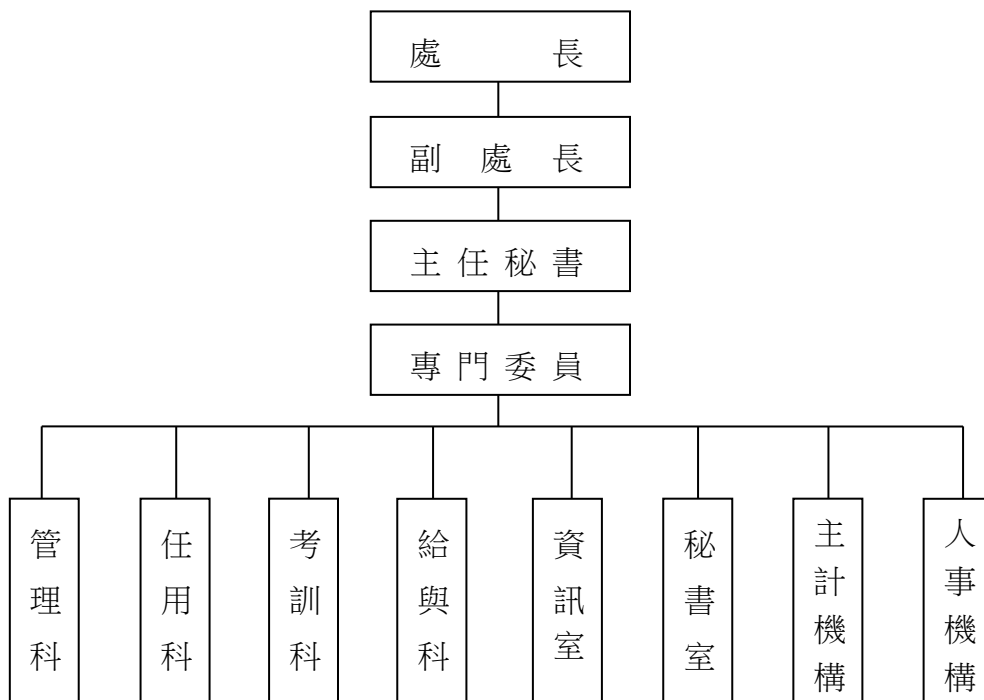 處長
副處長
主任秘書
專門委員
管理科
任用科
考訓科
給與科
資訊室
秘書室
主計機構
人事機構